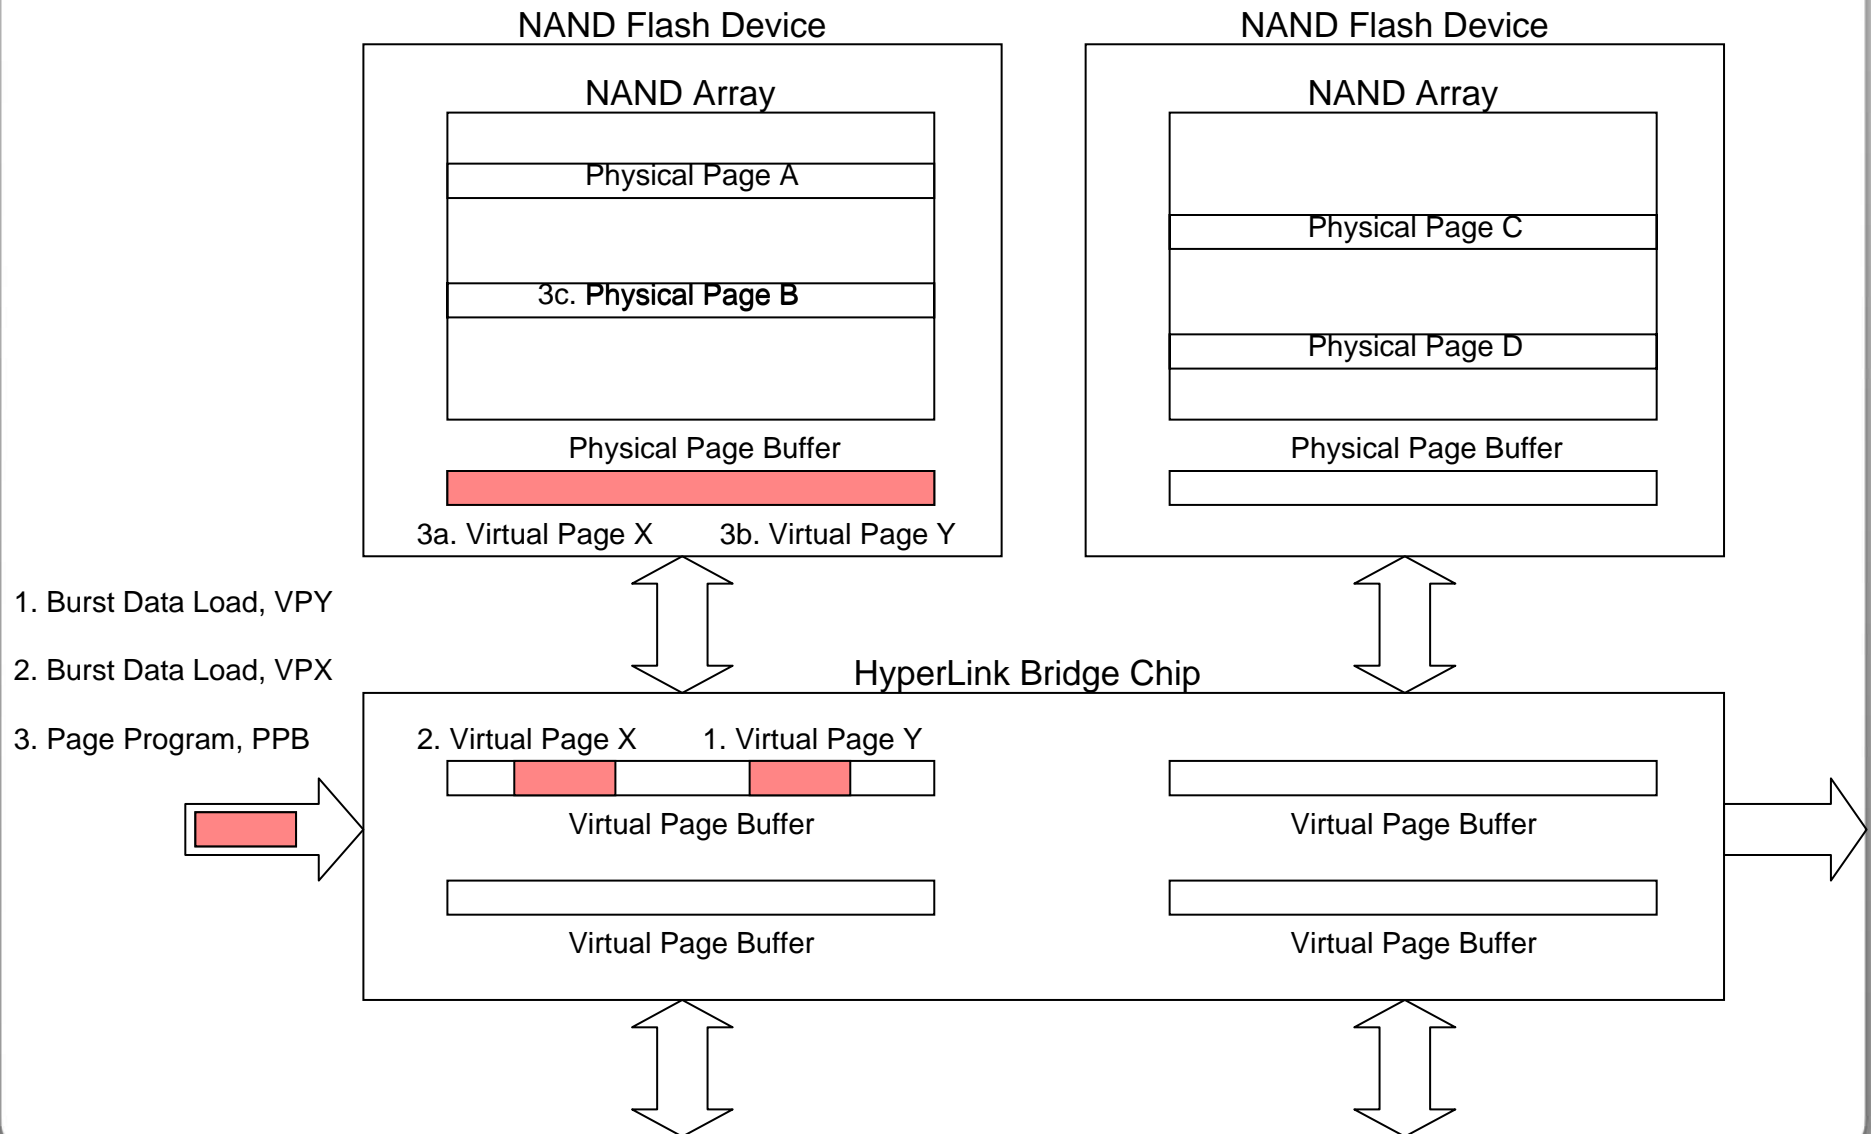 NAND Flash Device
NAND Flash Device
NAND Array
NAND Array
Physical Page A
Physical Page C
3c. Physical Page B
Physical Page D
Physical Page Buffer
Physical Page Buffer
3a. Virtual Page X
3b. Virtual Page Y
1. Burst Data Load, VPY
2. Burst Data Load, VPX
3. Page Program, PPB
HyperLink Bridge Chip
2. Virtual Page X
1. Virtual Page Y
Virtual Page Buffer
Virtual Page Buffer
Virtual Page Buffer
Virtual Page Buffer